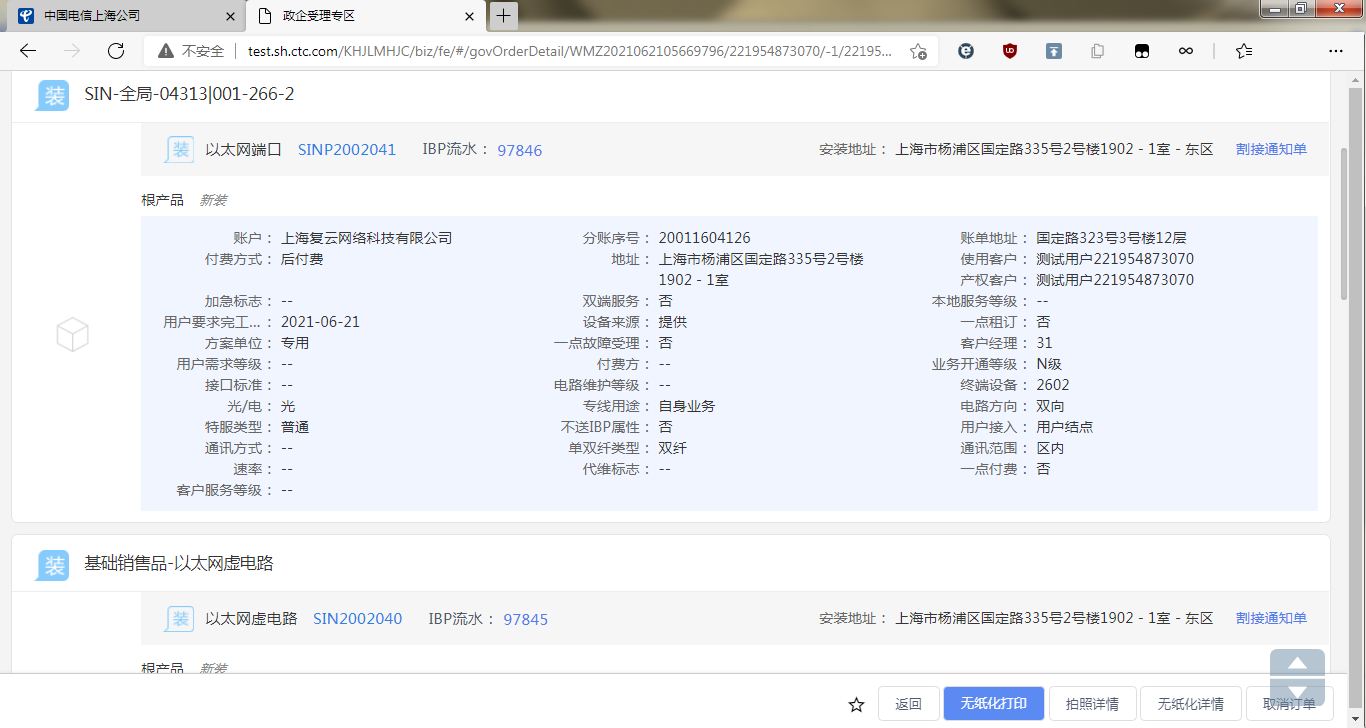 中国电信上海公司
政企受理专区
不安全 test.sh.ctc.com/KHJLMHJC/biz/fe/#/govOrderDetail/WMZ2021062105669796/221954873070/-1/22195...
装 SIN-全局-04313|001-266-2
装 以太网端口 SINP2002041 IBP流水： 97846 安装地址： 上海市杨浦区国定路335号2号楼1902 - 1室 - 东区 割接通知单
根产品 新装
账户： 上海复云网络科技有限公司 分账序号： 20011604126 账单地址： 国定路323号3号楼12层
付费方式： 后付费 地址： 上海市杨浦区国定路335号2号楼 使用客户： 测试用户221954873070
1902 - 1室 产权客户： 测试用户221954873070
加急标志： -- 双端服务： 否 本地服务等级： --
用户要求完工...： 2021-06-21 设备来源： 提供 一点租订： 否
方案单位： 专用 一点故障受理： 否 客户经理： 31
用户需求等级： -- 付费方： -- 业务开通等级： N级
接口标准： -- 电路维护等级： -- 终端设备： 2602
光/电： 光 专线用途： 自身业务 电路方向： 双向
特服类型： 普通 不送IBP属性： 否 用户接入： 用户结点
通讯方式： -- 单双纤类型： 双纤 通讯范围： 区内
速率： -- 代维标志： -- 一点付费： 否
客户服务等级： --
装 基础销售品-以太网虚电路
装 以太网虚电路 SIN2002040 IBP流水： 97845 安装地址： 上海市杨浦区国定路335号2号楼1902 - 1室 - 东区 割接通知单
根产品 新装
返回 无纸化打印 拍照详情 无纸化详情 取消订单